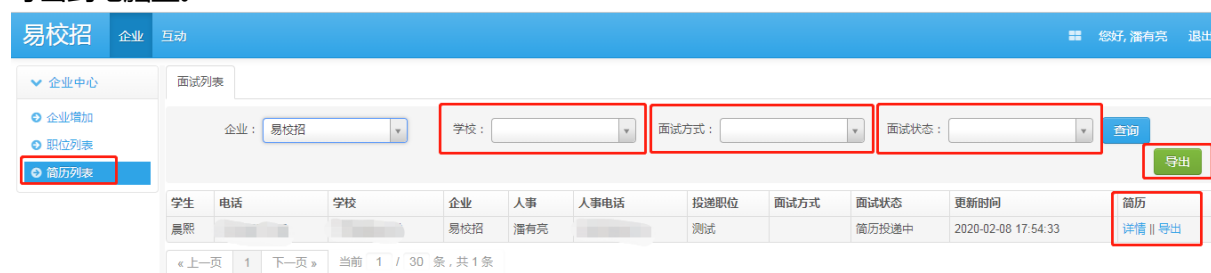 易校招 企业 互动 您好, 潘有亮 退出
企业中心
企业增加
职位列表
简历列表
面试列表
企业： 易校招 学校： 面试方式： 面试状态： 查询
导出
学生 电话 学校 企业 人事 人事电话 投递职位 面试方式 面试状态 更新时间 简历
晨熙 易校招 潘有亮 测试 简历投递中 2020-02-08 17:54:33 详情 || 导出
« 上一页 1 下一页 » 当前 1 / 30 条 , 共 1 条